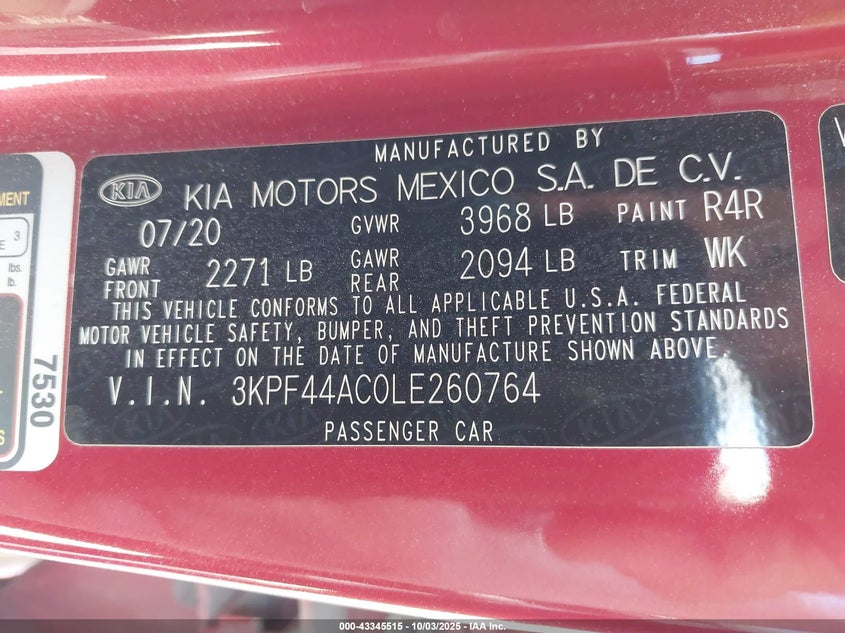 MANUFACTURED BY
KIA KIA MOTORS MEXICO S.A. DE C.V.
07/20 GVWR 3968 LB PAINT R4R
GAWR FRONT 2271 LB GAWR REAR 2094 LB TRIM WK
THIS VEHICLE CONFORMS TO ALL APPLICABLE U.S.A. FEDERAL
MOTOR VEHICLE SAFETY, BUMPER, AND THEFT PREVENTION STANDARDS
IN EFFECT ON THE DATE OF MANUFACTURE SHOWN ABOVE.
V.I.N. 3KPF44AC0LE260764
PASSENGER CAR
3
lbs.
lb.
7530
000-43345515 - 10/03/2025 - IAA Inc.